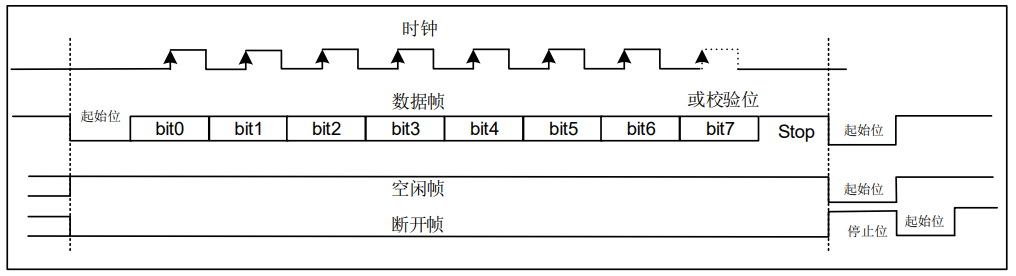 时钟
数据帧
或校验位
起始位 bit0 bit1 bit2 bit3 bit4 bit5 bit6 bit7 Stop 起始位
空闲帧 起始位
断开帧 停止位 起始位